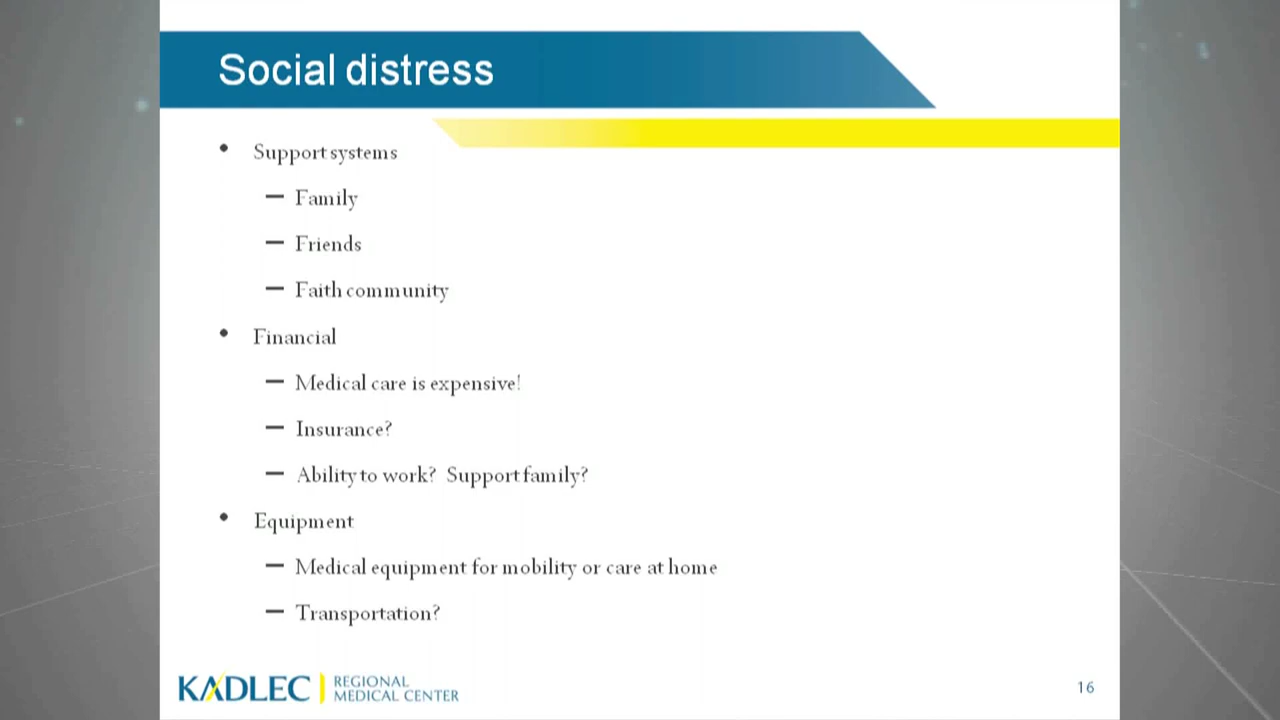 Social distress
• Support systems
— Family
— Friends
— Faith community
• Financial
— Medical care is expensive!
— Insurance?
— Ability to work? Support family?
• Equipment
— Medical equipment for mobility or care at home
— Transportation?
KADLEC | REGIONAL
MEDICAL CENTER
16